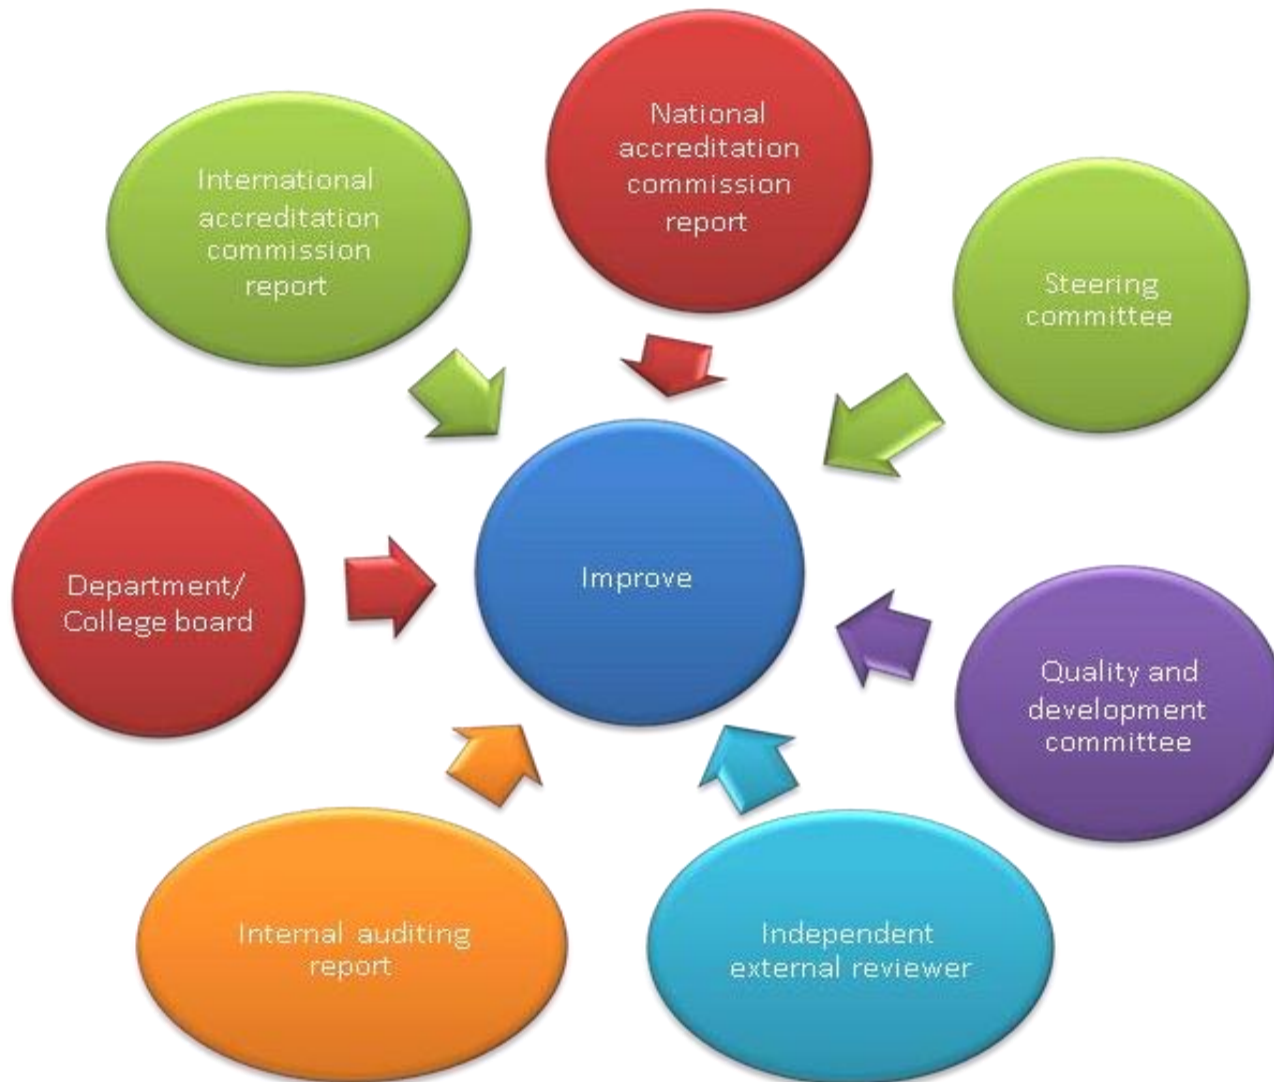 National
accreditation
commission
report
International
accreditation
commission
report
Steering
committee
Improve
Department/
College board
Quality and
development
committee
Internal auditing
report
Independent
external reviewer